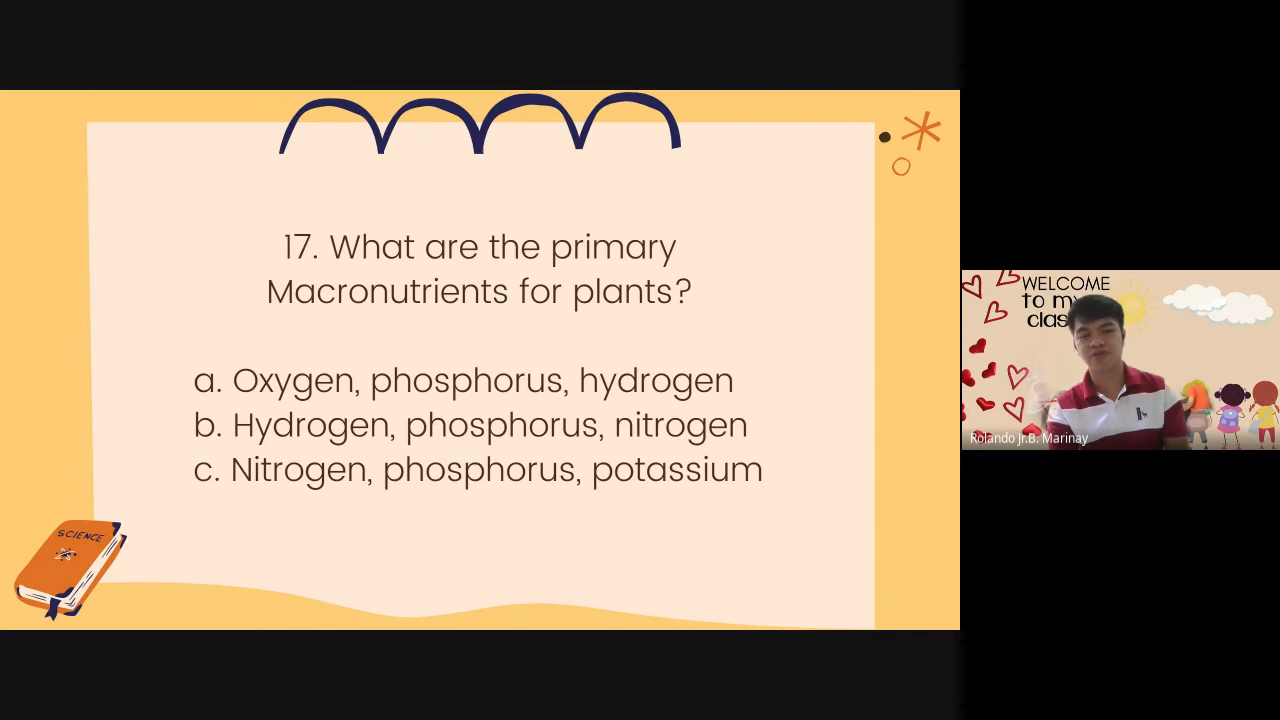 17. What are the primary
Macronutrients for plants?
a. Oxygen, phosphorus, hydrogen
b. Hydrogen, phosphorus, nitrogen
c. Nitrogen, phosphorus, potassium
SCIENCE
WELCOME
to my
clas
Rolando Jr.B. Marinay